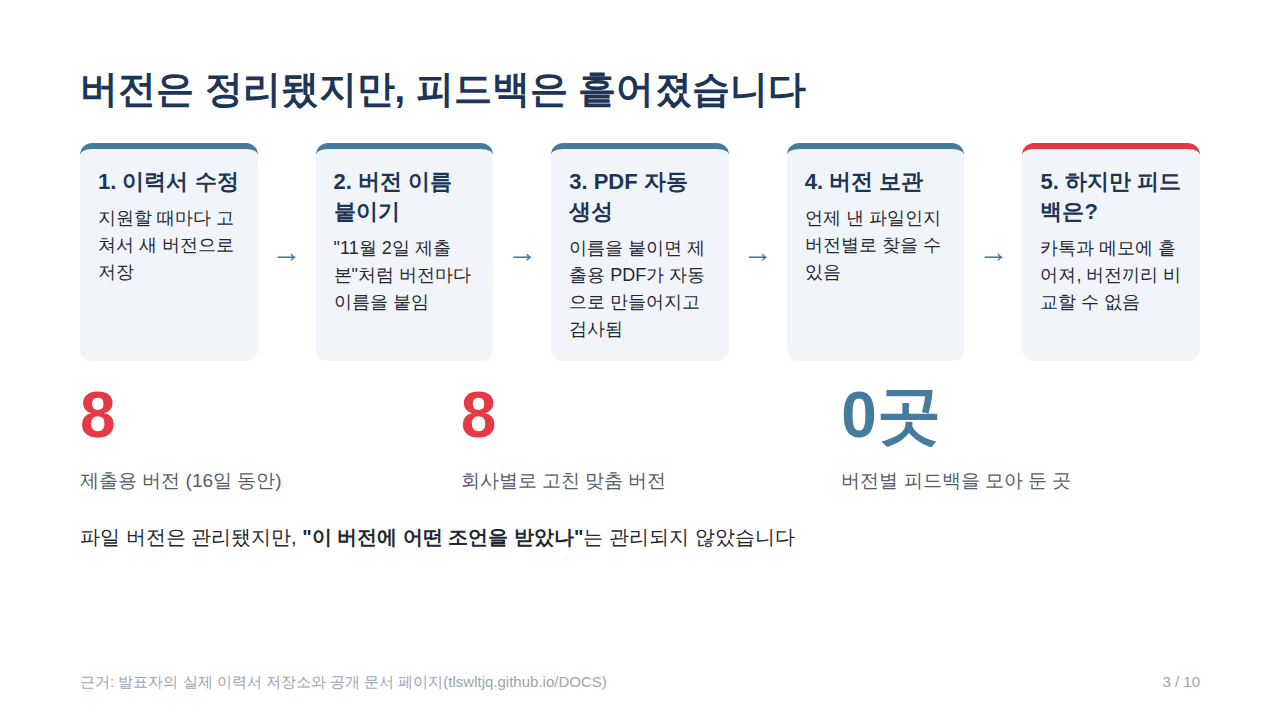 버전은 정리됐지만, 피드백은 흩어졌습니다
1. 이력서 수정
지원할 때마다 고
쳐서 새 버전으로
저장
→
2. 버전 이름
붙이기
"11월 2일 제출
본"처럼 버전마다
이름을 붙임
→
3. PDF 자동
생성
이름을 붙이면 제
출용 PDF가 자동
으로 만들어지고
검사됨
→
4. 버전 보관
언제 낸 파일인지
버전별로 찾을 수
있음
→
5. 하지만 피드
백은?
카톡과 메모에 흩
어져, 버전끼리 비
교할 수 없음
8
제출용 버전 (16일 동안)
8
회사별로 고친 맞춤 버전
0곳
버전별 피드백을 모아 둔 곳
파일 버전은 관리됐지만, "이 버전에 어떤 조언을 받았나"는 관리되지 않았습니다
근거: 발표자의 실제 이력서 저장소와 공개 문서 페이지(tlswltjq.github.io/DOCS)
3 / 10